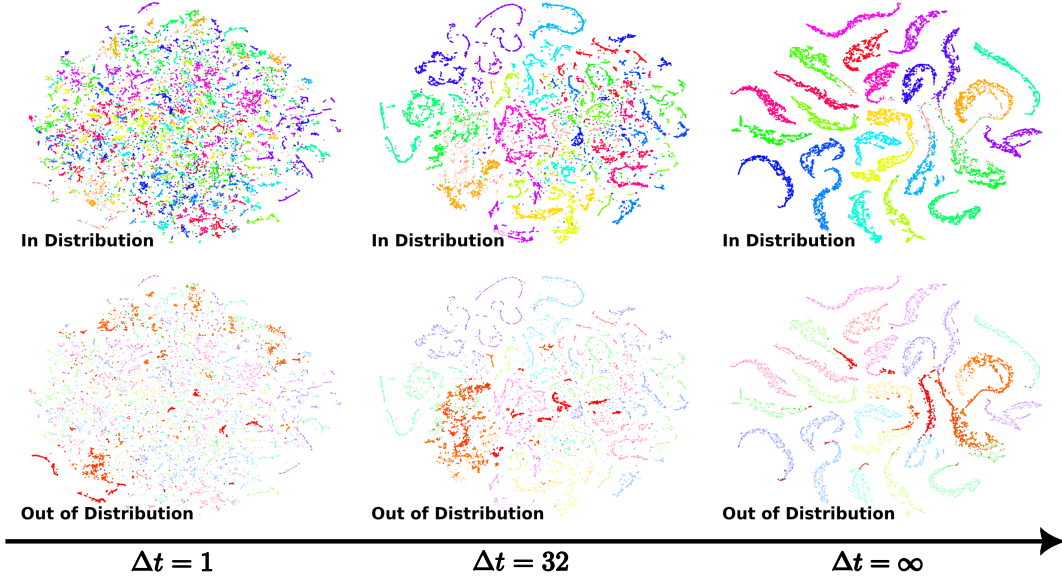 In Distribution
In Distribution
In Distribution
Out of Distribution
Out of Distribution
Out of Distribution
Δt = 1
Δt = 32
Δt = ∞